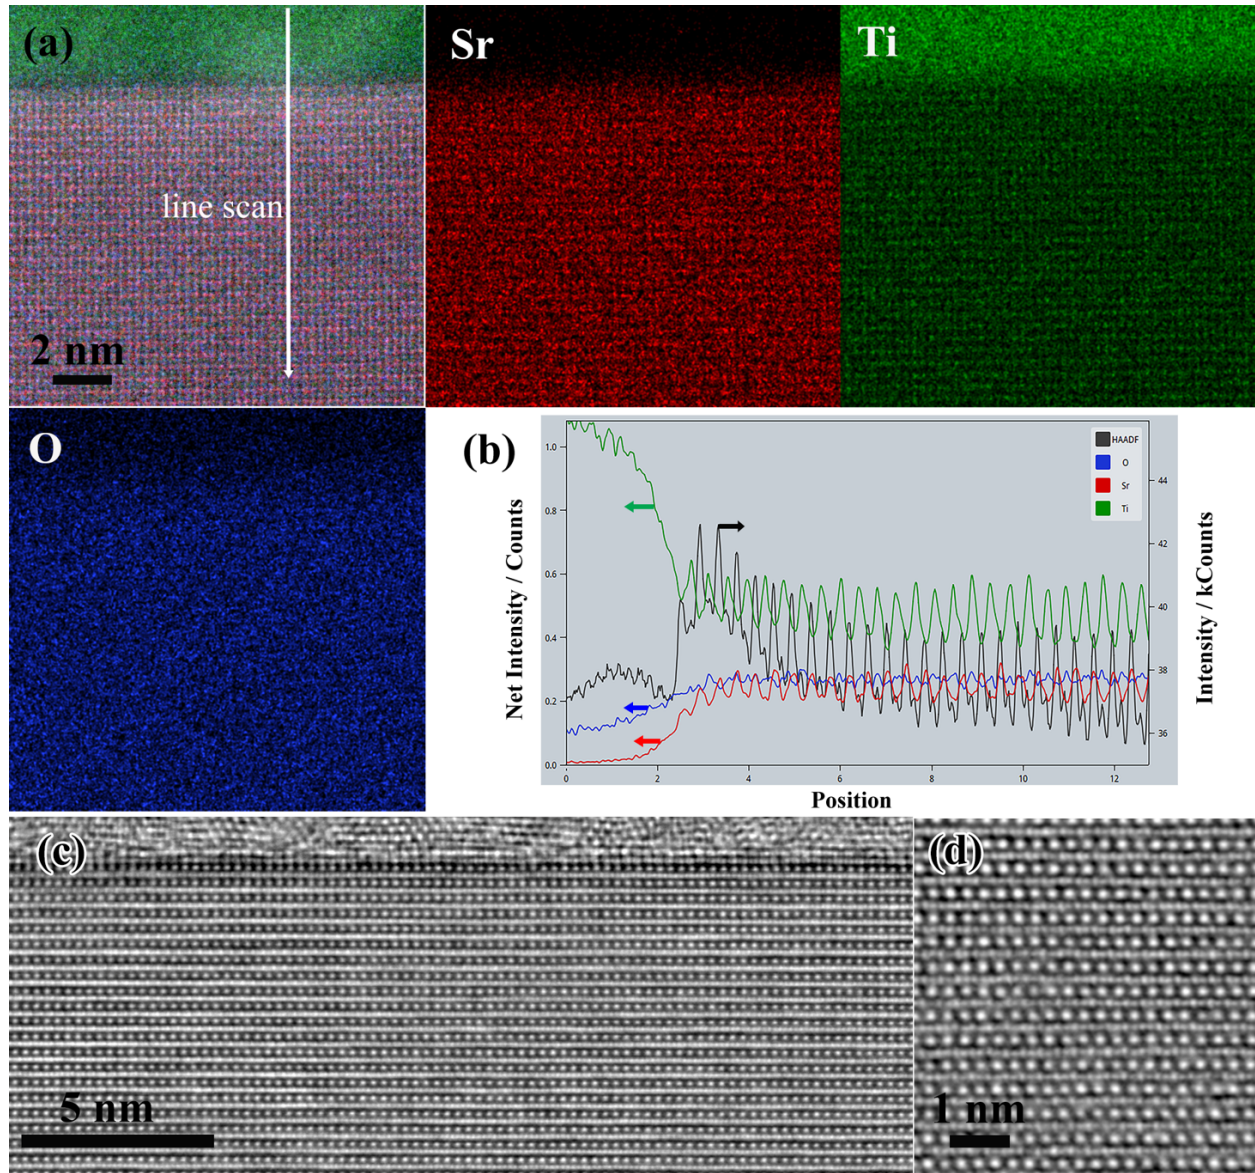 (a)
Sr
Ti
line scan
2 nm
O
(b)
Net Intensity / Counts
1.0
0.8
0.6
0.4
0.2
0.0
0 2 4 6 8 10 12
Position
HAADF
O
Sr
Ti
44
42
40
38
36
Intensity / kCounts
(c)
5 nm
(d)
1 nm